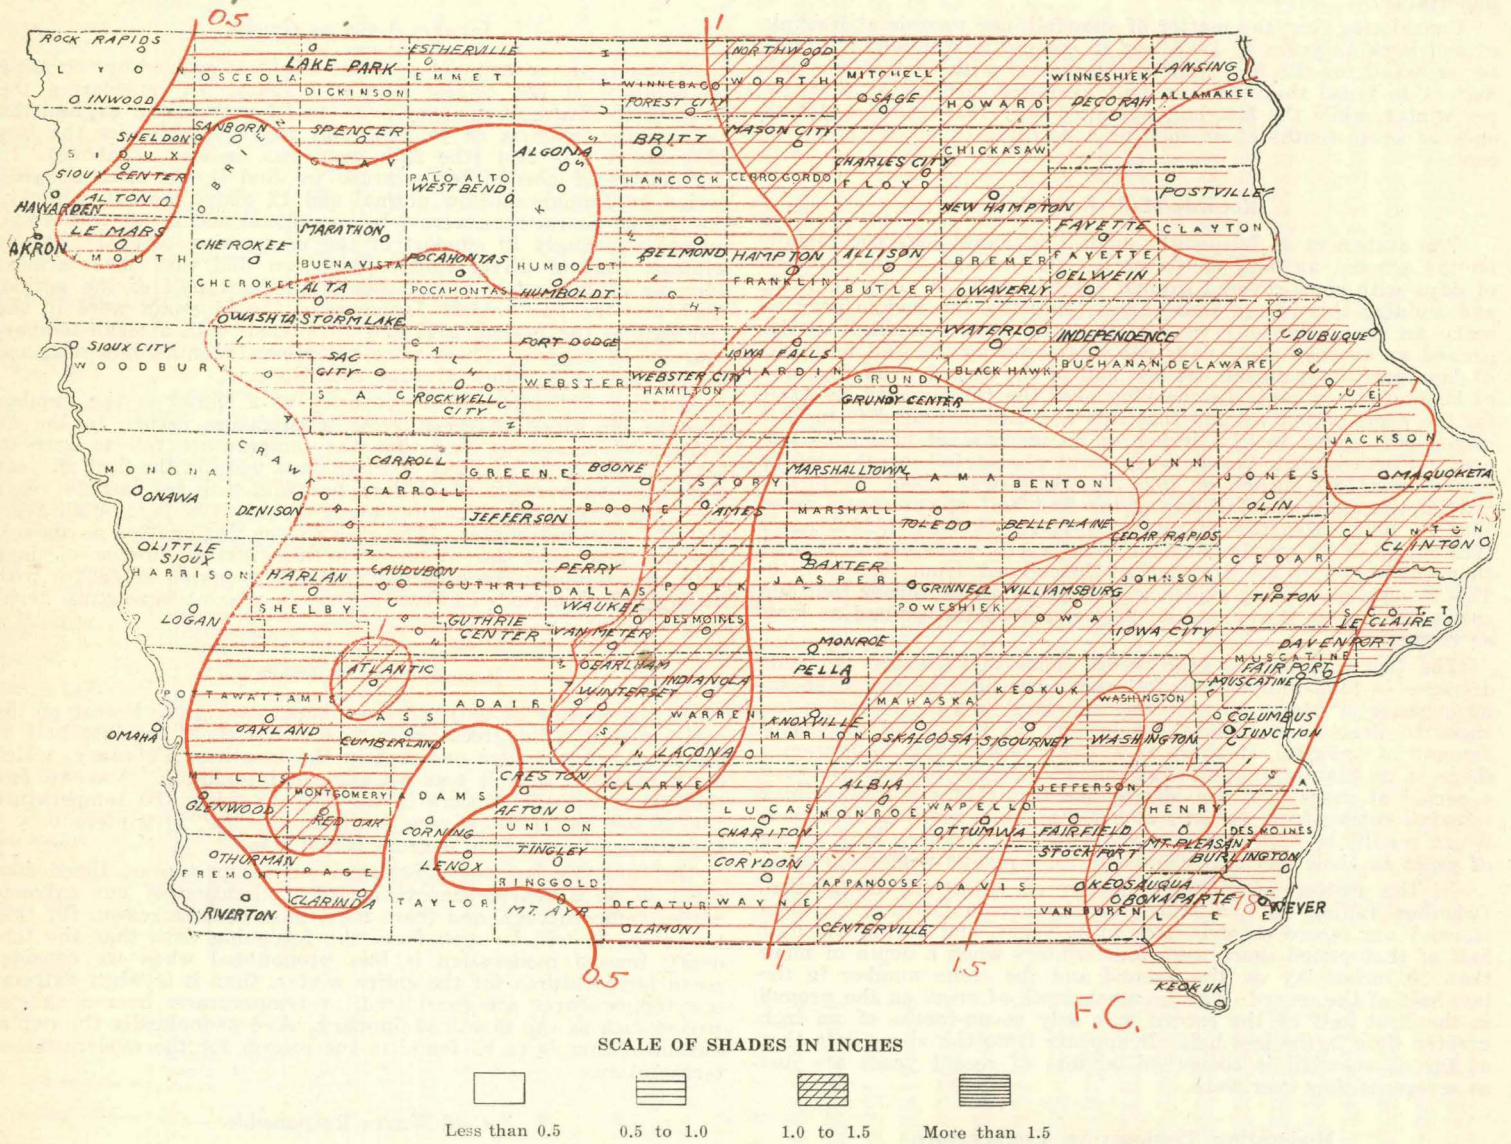 0.5
1
ROCK RAPIDS
LYON
OSCEOLA
LAKE PARK
DICKINSON
ESTHERVILLE
EMMET
WINNEBAGO
FOREST CITY
NORTHWOOD
WORTH
MITCHELL
OSAGE
HOWARD
WINNESHIEK
DECORAH
LANSING
ALLAMAKEE
INWOOD
SHELDON
SANBORN
O'BRIEN
SPENCER
CLAY
ALGONA
BRITT
MASON CITY
CHARLES CITY
CHICKASAW
SIOUX
SIOUX CENTER
PALO ALTO
WEST BEND
HANCOCK
CERRO GORDO
FLOYD
NEW HAMPTON
POSTVILLE
HAWARDEN
ALTON
LE MARS
AKRON
PLYMOUTH
CHEROKEE
CHEROKEE
MARATHON
BUENA VISTA
POCAHONTAS
POCAHONTAS
HUMBOLDT
HUMBOLDT
BELMOND
WRIGHT
HAMPTON
FRANKLIN
ALLISON
BUTLER
BREMER
WAVERLY
FAYETTE
FAYETTE
OELWEIN
CLAYTON
ALTA
WASHTA
STORM LAKE
SIOUX CITY
WOODBURY
IDA
SAC
CITY
SAC
CALHOUN
ROCKWELL
CITY
FORT DODGE
WEBSTER
WEBSTER CITY
HAMILTON
IOWA FALLS
HARDIN
GRUNDY
GRUNDY CENTER
WATERLOO
BLACK HAWK
INDEPENDENCE
BUCHANAN
DELAWARE
DUBUQUE
DUBUQUE
MONONA
ONAWA
CRAWFORD
DENISON
CARROLL
CARROLL
GREENE
JEFFERSON
BOONE
BOONE
STORY
AMES
MARSHALLTOWN
MARSHALL
TAMA
TOLEDO
BENTON
BELLE PLAINE
LINN
CEDAR RAPIDS
JONES
OLIN
JACKSON
MAQUOKETA
CLINTON
CLINTON
1.5
LITTLE
SIOUX
HARRISON
LOGAN
HARLAN
SHELBY
AUDUBON
AUDUBON
GUTHRIE
GUTHRIE
CENTER
PERRY
DALLAS
WAUKEE
VAN METER
POLK
DES MOINES
BAXTER
JASPER
MONROE
GRINNELL
POWESHIEK
WILLIAMSBURG
IOWA
JOHNSON
IOWA CITY
CEDAR
TIPTON
SCOTT
LE CLAIRE
DAVENPORT
MUSCATINE
FAIR PORT
MUSCATINE
ATLANTIC
POTTAWATTAMIE
OAKLAND
OMAHA
CASS
CUMBERLAND
ADAIR
EARLHAM
WINTERSET
INDIANOLA
WARREN
LACONA
PELLA
KNOXVILLE
MARION
MAHASKA
OSKALOOSA
KEOKUK
SIGOURNEY
WASHINGTON
WASHINGTON
COLUMBUS
JUNCTION
MILLS
GLENWOOD
MONTGOMERY
RED OAK
ADAMS
CORNING
CRESTON
AFTON
UNION
CLARKE
LUCAS
CHARITON
ALBIA
MONROE
WAPELLO
OTTUMWA
JEFFERSON
FAIRFIELD
STOCKPORT
HENRY
MT. PLEASANT
DES MOINES
BURLINGTON
THURMAN
FREMONT
RIVERTON
PAGE
CLARINDA
LENOX
TAYLOR
TINGLEY
RINGGOLD
MT. AYR
DECATUR
LAMONI
CORYDON
WAYNE
APPANOOSE
CENTERVILLE
DAVIS
KEOSAUQUA
BONAPARTE
VAN BUREN
LEE
WEVER
KEOKUK
0.5
1
1.5
F.C.
SCALE OF SHADES IN INCHES
Less than 0.5 0.5 to 1.0 1.0 to 1.5 More than 1.5